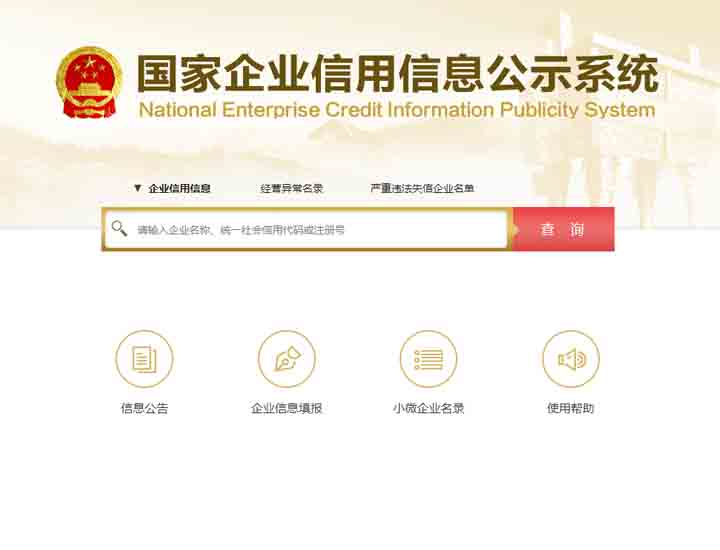 国家企业信用信息公示系统
National Enterprise Credit Information Publicity System
企业信用信息 经营异常名录 严重违法失信企业名单
请输入企业名称、统一社会信用代码或注册号 查 询
信息公告 企业信息填报 小微企业名录 使用帮助